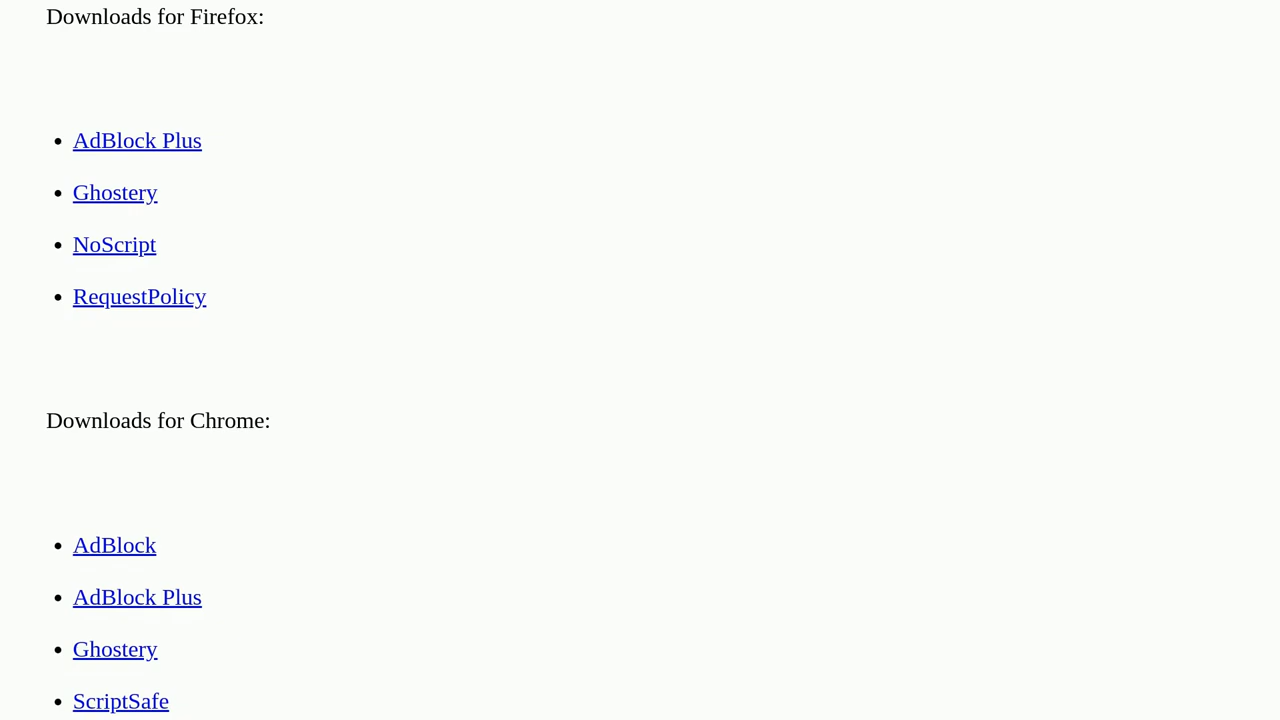 Downloads for Firefox:
• AdBlock Plus
• Ghostery
• NoScript
• RequestPolicy
Downloads for Chrome:
• AdBlock
• AdBlock Plus
• Ghostery
• ScriptSafe